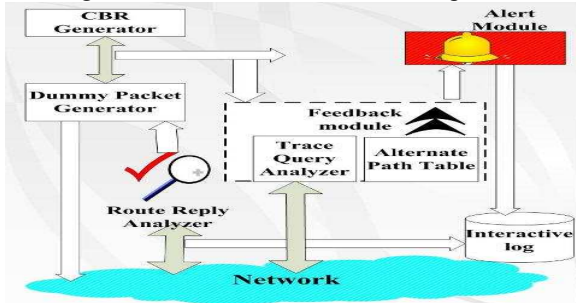 CBR
Generator
Alert
Module
Dummy Packet
Generator
Feedback
module
Trace
Query
Analyzer
Alternate
Path Table
Route Reply
Analyzer
Interactive
log
Network